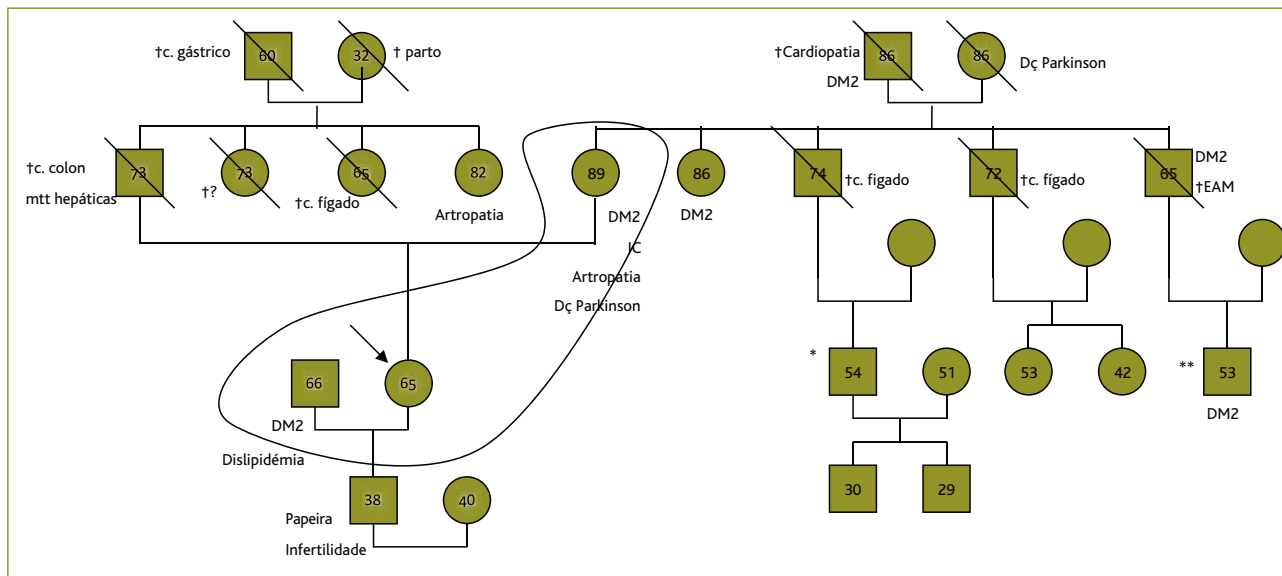 †c. gástrico
60
32
† parto
†Cardiopatia
DM2
86
86
Dç Parkinson
†c. colon
mtt hepáticas
73
73
†?
65
†c. fígado
82
Artropatia
89
DM2
IC
Artropatia
Dç Parkinson
86
DM2
74
†c. figado
72
†c. fígado
65
DM2
†EAM
66
DM2
Dislipidémia
65
*
54
51
53
42
**
53
DM2
38
Papeira
Infertilidade
40
30
29